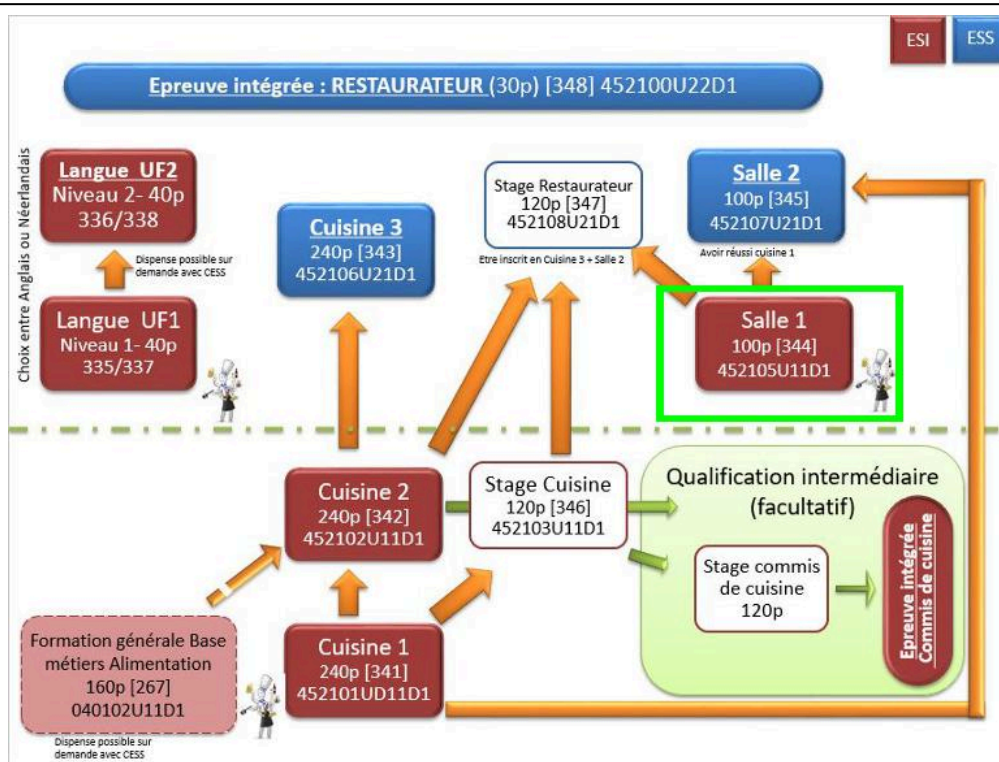 ESI
ESS
Epreuve intégrée : RESTAURATEUR (30p) [348] 452100U22D1
Choix entre Anglais ou Néerlandais
Langue UF2
Niveau 2- 40p
336/338
Dispense possible sur
demande avec CESS
Langue UF1
Niveau 1- 40p
335/337
Cuisine 3
240p [343]
452106U21D1
Stage Restaurateur
120p [347]
452108U21D1
Etre inscrit en Cuisine 3 + Salle 2
Salle 2
100p [345]
452107U21D1
Avoir réussi cuisine 1
Salle 1
100p [344]
452105U11D1
Cuisine 2
240p [342]
452102U11D1
Stage Cuisine
120p [346]
452103U11D1
Qualification intermédiaire
(facultatif)
Stage commis
de cuisine
120p
Epreuve intégrée
Commis de cuisine
Formation générale Base
métiers Alimentation
160p [267]
040102U11D1
Dispense possible sur
demande avec CESS
Cuisine 1
240p [341]
452101UD11D1